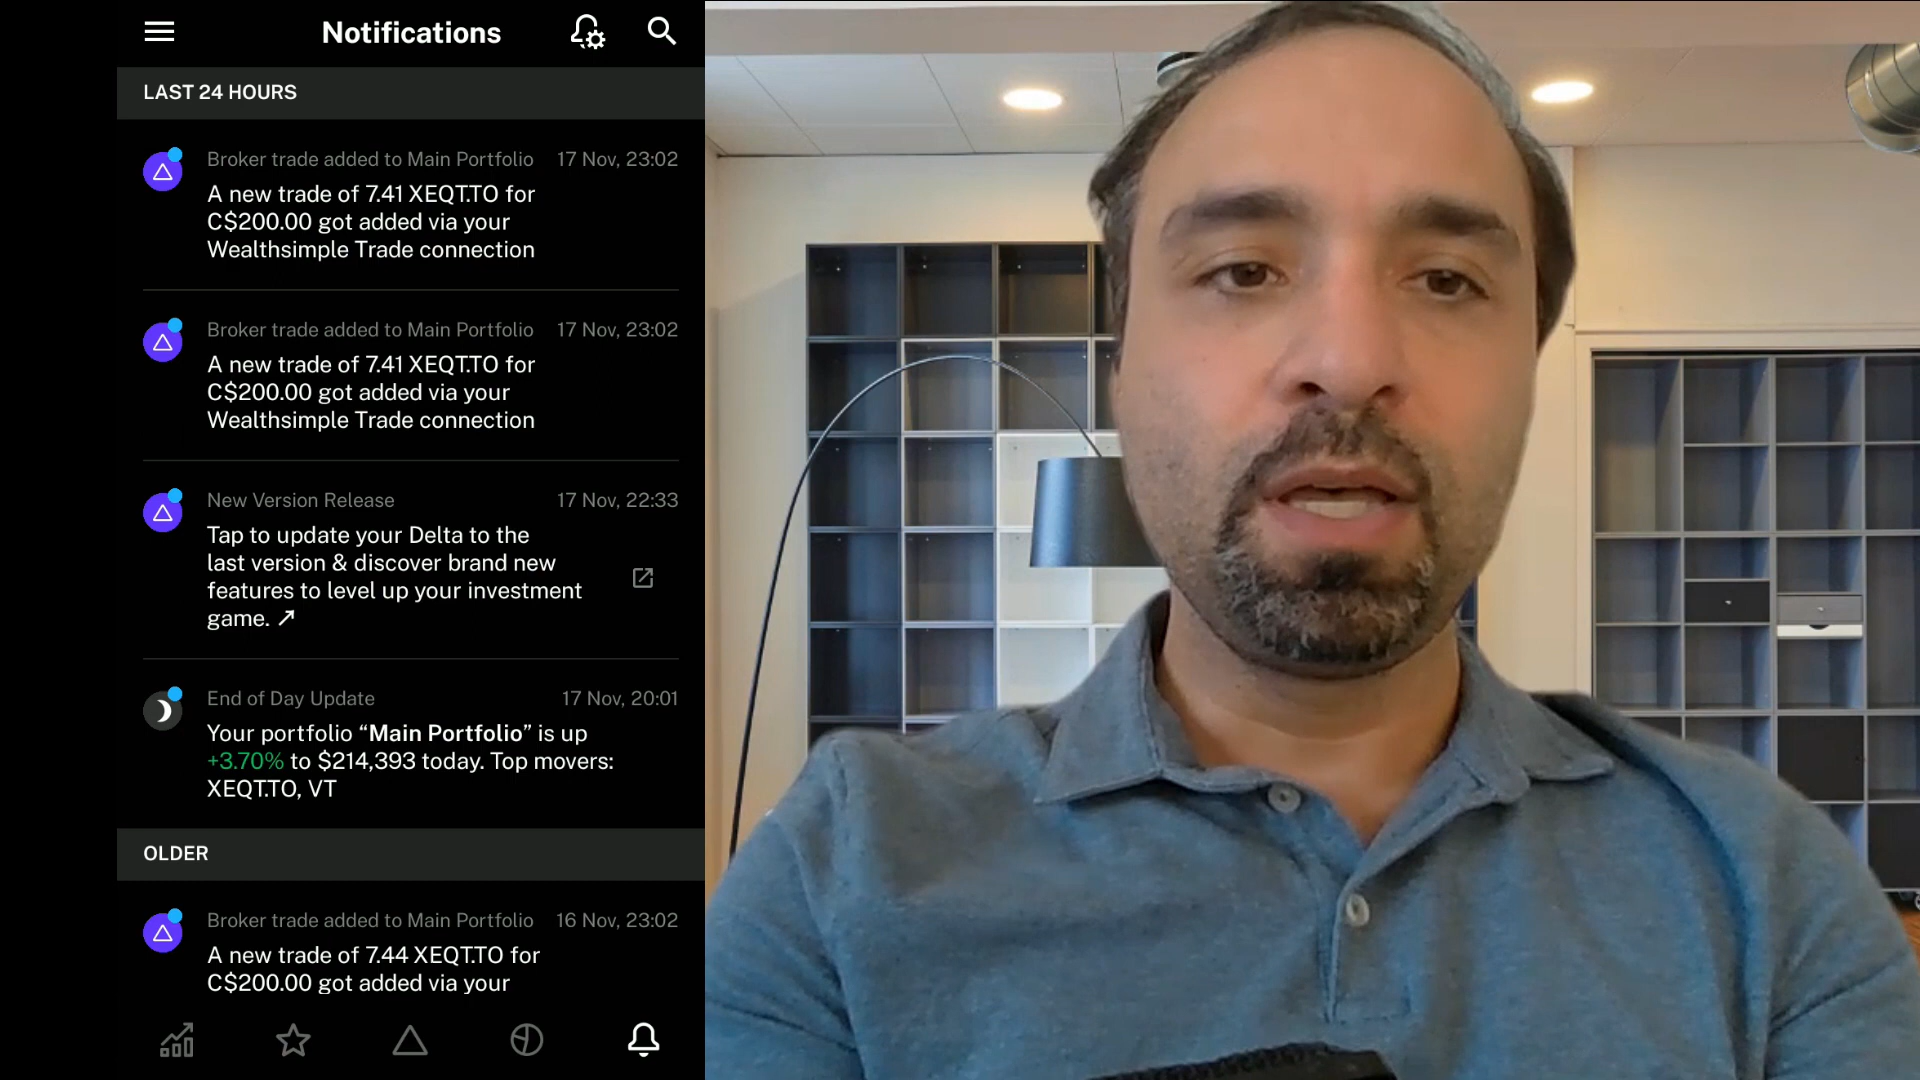 Notifications
LAST 24 HOURS
Broker trade added to Main Portfolio 17 Nov, 23:02
A new trade of 7.41 XEQT.TO for
C$200.00 got added via your
Wealthsimple Trade connection
Broker trade added to Main Portfolio 17 Nov, 23:02
A new trade of 7.41 XEQT.TO for
C$200.00 got added via your
Wealthsimple Trade connection
New Version Release 17 Nov, 22:33
Tap to update your Delta to the
last version & discover brand new
features to level up your investment
game. ↗
End of Day Update 17 Nov, 20:01
Your portfolio “Main Portfolio” is up
+3.70% to $214,393 today. Top movers:
XEQT.TO, VT
OLDER
Broker trade added to Main Portfolio 16 Nov, 23:02
A new trade of 7.44 XEQT.TO for
C$200.00 got added via your